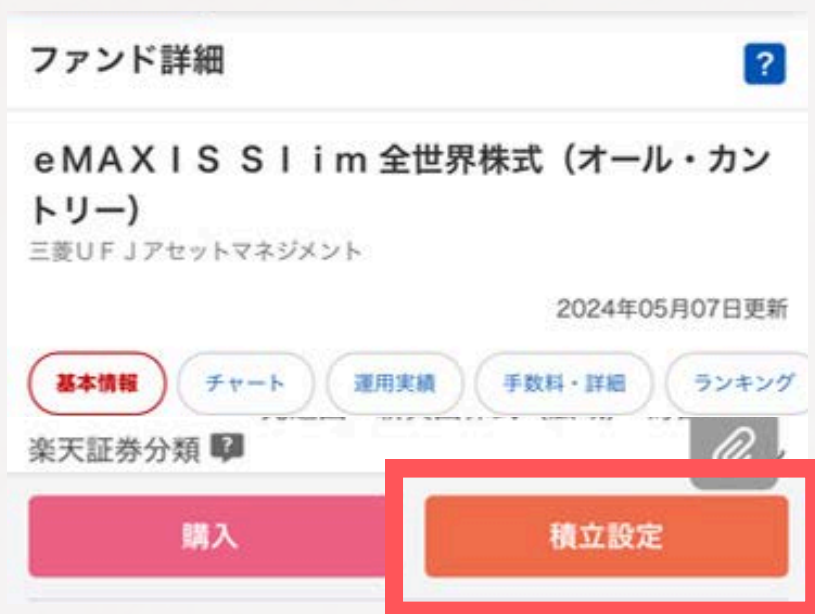 ファンド詳細
?
eMAXIS Slim 全世界株式（オール・カン
トリー）
三菱UFJアセットマネジメント
2024年05月07日更新
基本情報
チャート
運用実績
手数料・詳細
ランキング
楽天証券分類 ?
購入
積立設定